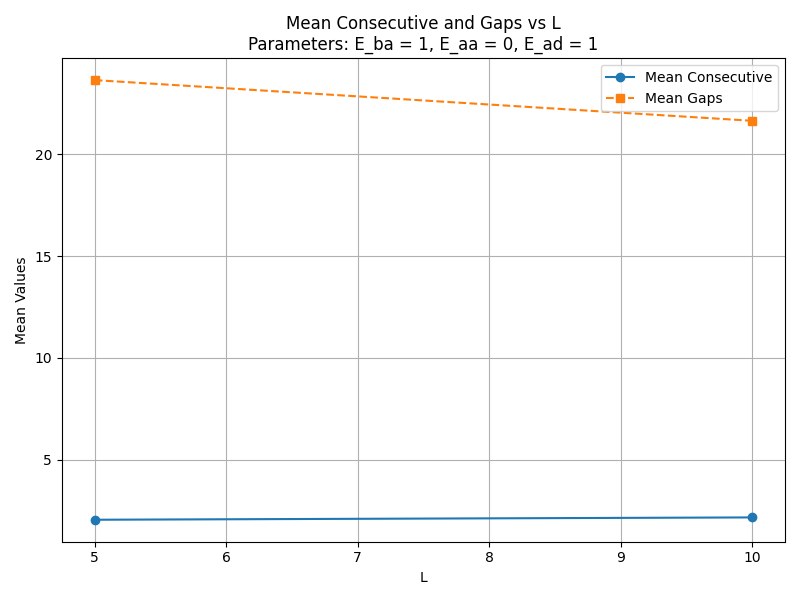 Mean Consecutive and Gaps vs L
Parameters: E_ba = 1, E_aa = 0, E_ad = 1
Mean Consecutive
Mean Gaps
Mean Values
20
15
10
5
5
6
7
8
9
10
L